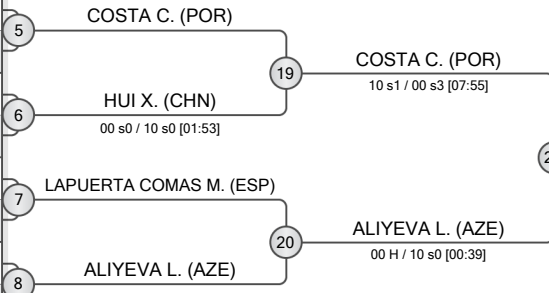 5
COSTA C. (POR)
19
COSTA C. (POR)
10 s1 / 00 s3 [07:55]
6
HUI X. (CHN)
00 s0 / 10 s0 [01:53]
7
LAPUERTA COMAS M. (ESP)
20
ALIYEVA L. (AZE)
00 H / 10 s0 [00:39]
8
ALIYEVA L. (AZE)